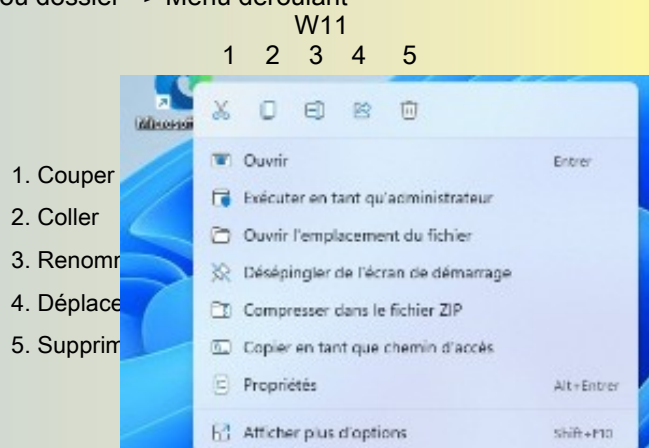 ou dossier -> Menu déroulant
W11
1 2 3 4 5
1. Couper
2. Coller
3. Renomm
4. Déplace
5. Supprim
Ouvrir Entrer
Exécuter en tant qu'administrateur
Ouvrir l'emplacement du fichier
Désépingler de l'écran de démarrage
Compresser dans le fichier ZIP
Copier en tant que chemin d'accès
Propriétés Alt+Entrer
Afficher plus d'options Shift+F10